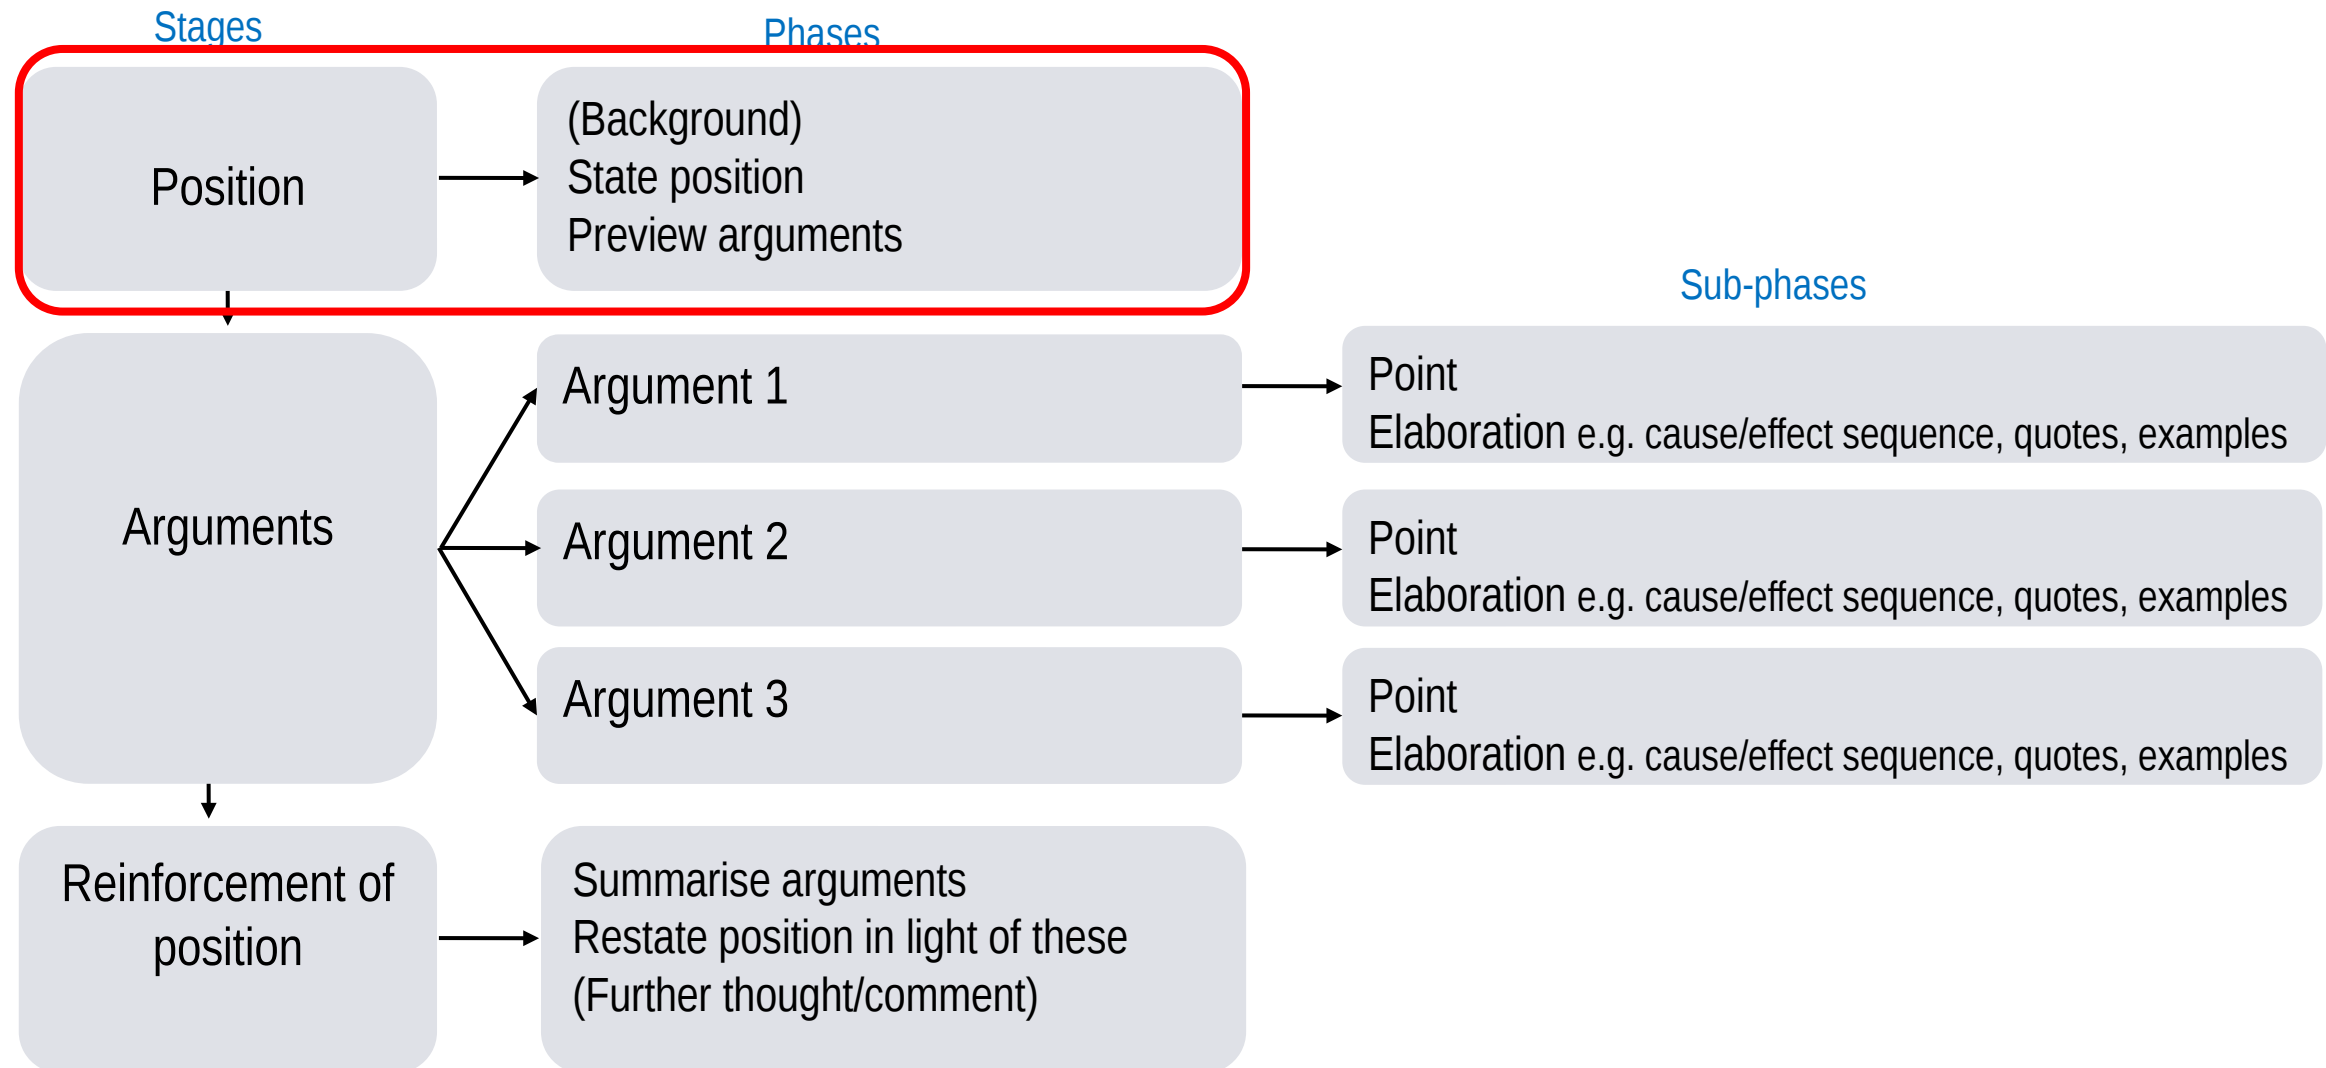 Stages
Phases
Position
(Background)
State position
Preview arguments
Sub-phases
Arguments
Argument 1
Point
Elaboration e.g. cause/effect sequence, quotes, examples
Argument 2
Point
Elaboration e.g. cause/effect sequence, quotes, examples
Argument 3
Point
Elaboration e.g. cause/effect sequence, quotes, examples
Reinforcement of
position
Summarise arguments
Restate position in light of these
(Further thought/comment)